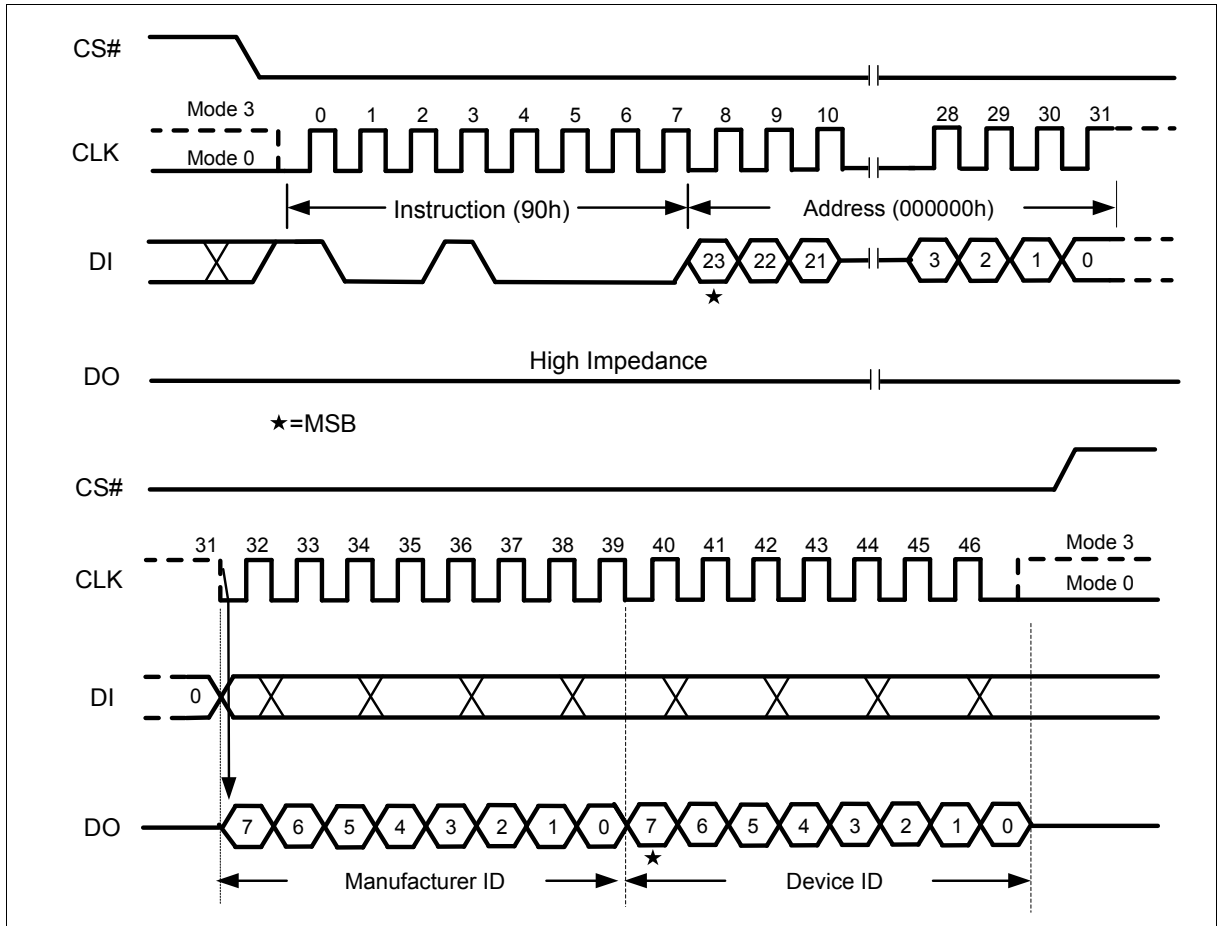 CS#
Mode 3
0 1 2 3 4 5 6 7 8 9 10 28 29 30 31
CLK
Mode 0
Instruction (90h)
Address (000000h)
DI
23 22 21 3 2 1 0
★
High Impedance
DO
★=MSB
CS#
31 32 33 34 35 36 37 38 39 40 41 42 43 44 45 46
Mode 3
CLK
Mode 0
DI
0
DO
7 6 5 4 3 2 1 0 7 6 5 4 3 2 1 0
★
Manufacturer ID
Device ID